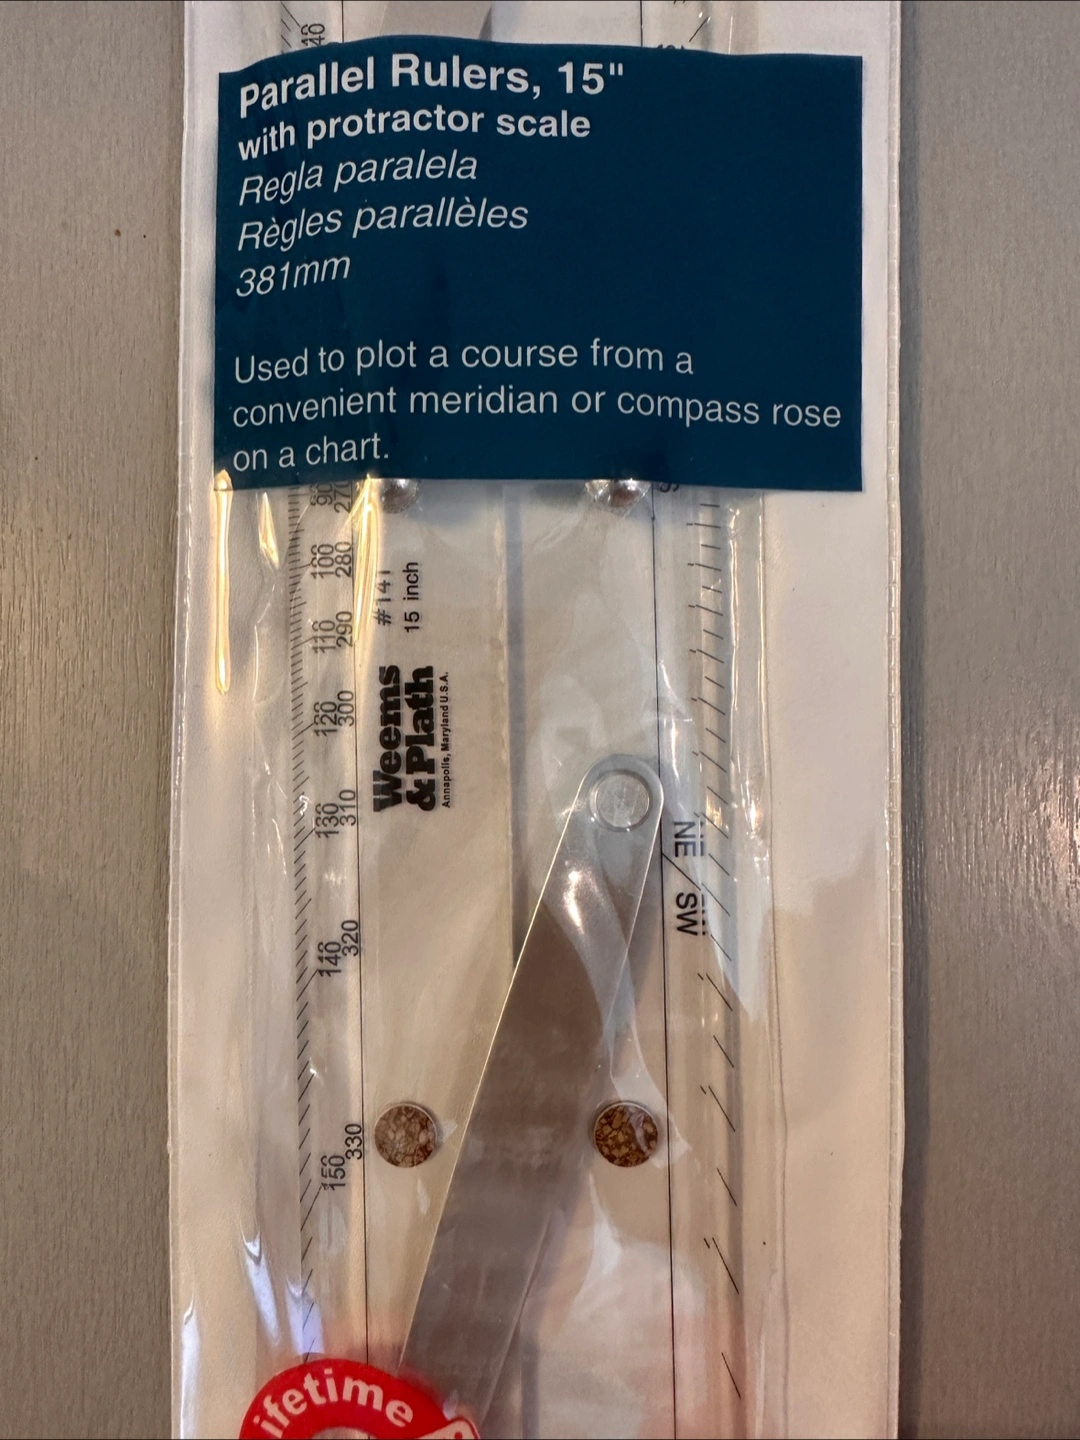 40
Parallel Rulers, 15"
with protractor scale
Regla paralela
Règles parallèles
381mm
Used to plot a course from a
convenient meridian or compass rose
on a chart.
90 270
S
100 280
110 290
120 300
130 310
140 320
150 330
#141
15 inch
Weems
& Plath
Annapolis, Maryland U.S.A.
NE / SW
ifetime